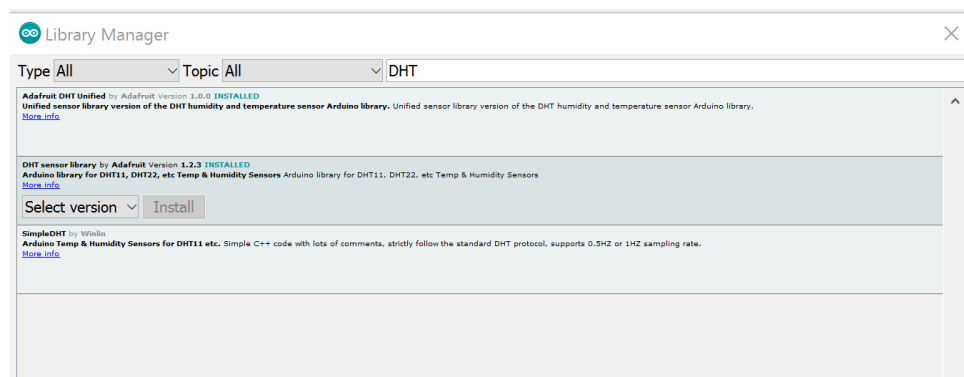 Library Manager
Type All Topic All DHT
Adafruit DHT Unified by Adafruit Version 1.0.0 INSTALLED
Unified sensor library version of the DHT humidity and temperature sensor Arduino library. Unified sensor library version of the DHT humidity and temperature sensor Arduino library.
More info
DHT sensor library by Adafruit Version 1.2.3 INSTALLED
Arduino library for DHT11, DHT22, etc Temp & Humidity Sensors Arduino library for DHT11, DHT22, etc Temp & Humidity Sensors
More info
Select version Install
SimpleDHT by Winlin
Arduino Temp & Humidity Sensors for DHT11 etc. Simple C++ code with lots of comments, strictly follow the standard DHT protocol, supports 0.5HZ or 1HZ sampling rate.
More info